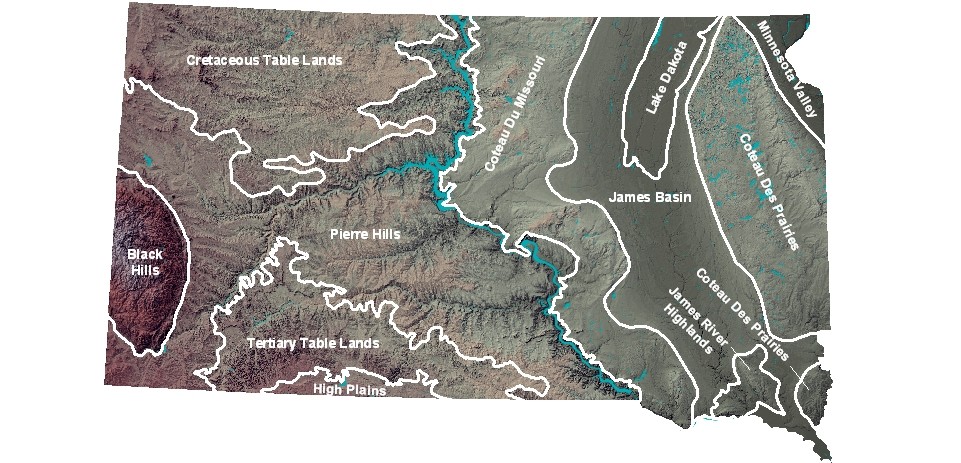 Cretaceous Table Lands
Coteau Du Missouri
Lake Dakota
Minnesota Valley
Coteau Des Prairies
James Basin
Pierre Hills
Black
Hills
Coteau Des Prairies
James River
Highlands
Tertiary Table Lands
High Plains